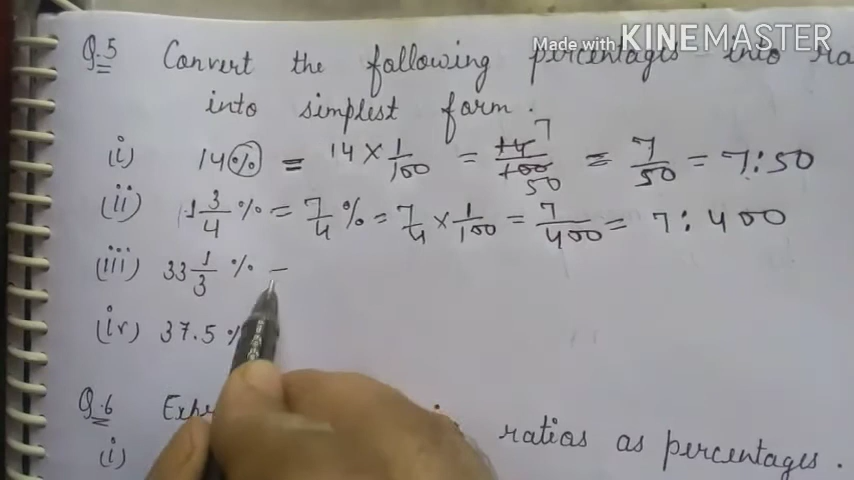 Made with KINEMASTER
Q.5 Convert the following percentages into ra
into simplest form.
(i) 14% = 14 × 1/100 = 14/100 7 50 = 7/50 = 7:50
(ii) 1 3/4 % = 7/4 % = 7/4 × 1/100 = 7/400 = 7:400
(iii) 33 1/3 % –
(iv) 37.5 %
Q.6 ratios as percentages.
(i)